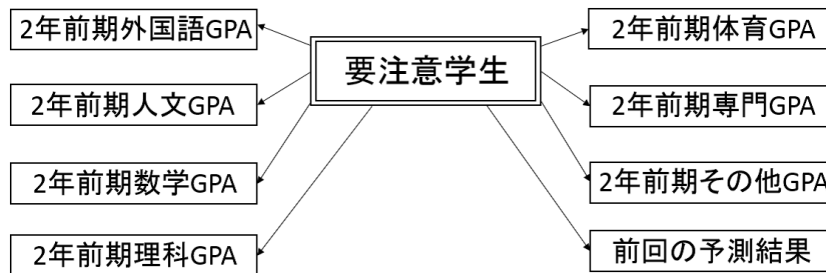 2年前期外国語GPA
2年前期人文GPA
2年前期数学GPA
2年前期理科GPA
要注意学生
2年前期体育GPA
2年前期専門GPA
2年前期その他GPA
前回の予測結果